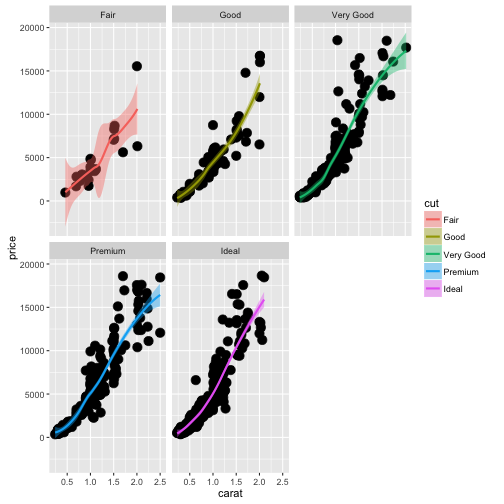 Fair Good Very Good
20000
15000
10000
5000
0
price
cut
Fair
Good
Very Good
Premium
Ideal
Premium Ideal
20000
15000
10000
5000
0
0.5 1.0 1.5 2.0 2.5 0.5 1.0 1.5 2.0 2.5
carat